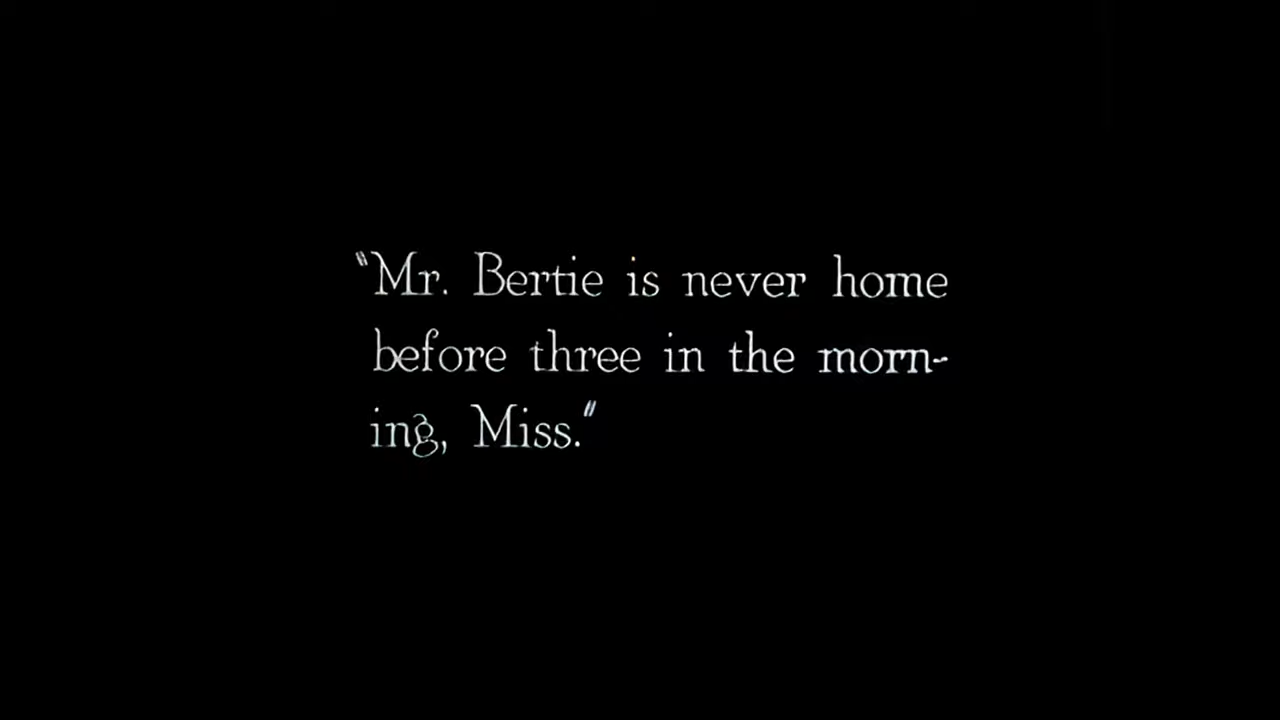 "Mr. Bertie is never home
before three in the morn-
ing, Miss."